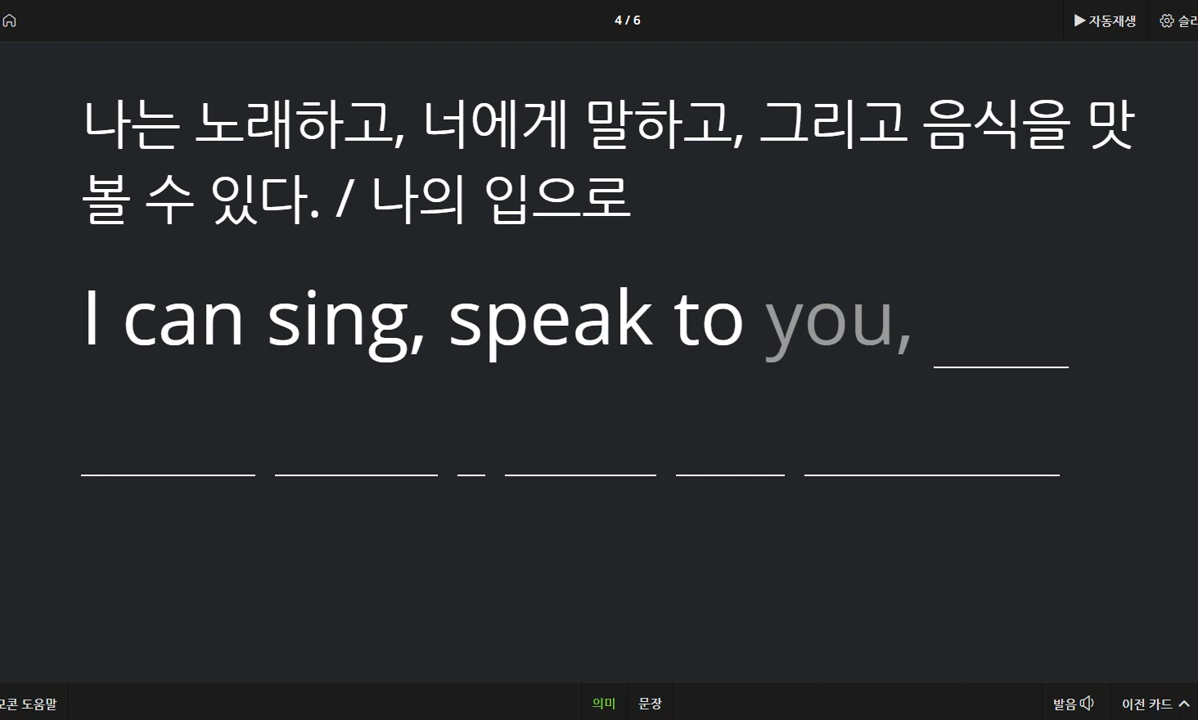 4 / 6
자동재생
나는 노래하고, 너에게 말하고, 그리고 음식을 맛
볼 수 있다. / 나의 입으로
I can sing, speak to you,
도움말
의미
문장
발음
이전 카드